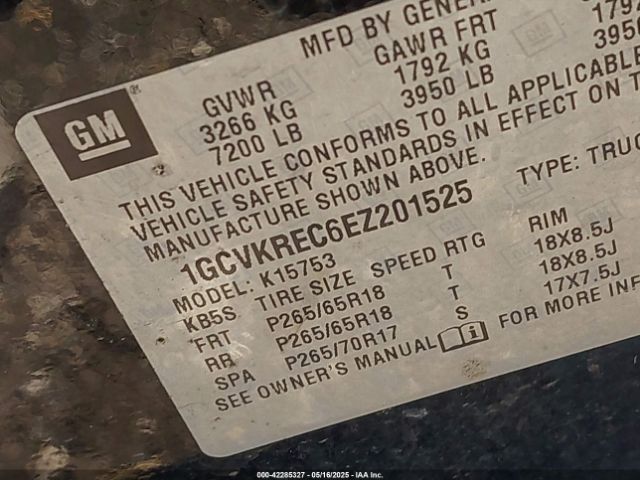 MFD BY GENER
GM
GVWR GAWR FRT
3266 KG 1792 KG 179
7200 LB 3950 LB 395
THIS VEHICLE CONFORMS TO ALL APPLICABLE
VEHICLE SAFETY STANDARDS IN EFFECT ON T
MANUFACTURE SHOWN ABOVE.
1GCVKREC6EZ201525 TYPE: TRUC
MODEL: K15753
KB5S TIRE SIZE SPEED RTG RIM
FRT P265/65R18 T 18X8.5J
RR P265/65R18 T 18X8.5J
SPA P265/70R17 S 17X7.5J
SEE OWNER'S MANUAL FOR MORE INF
000-42285327 - 05/16/2025 - IAA Inc.